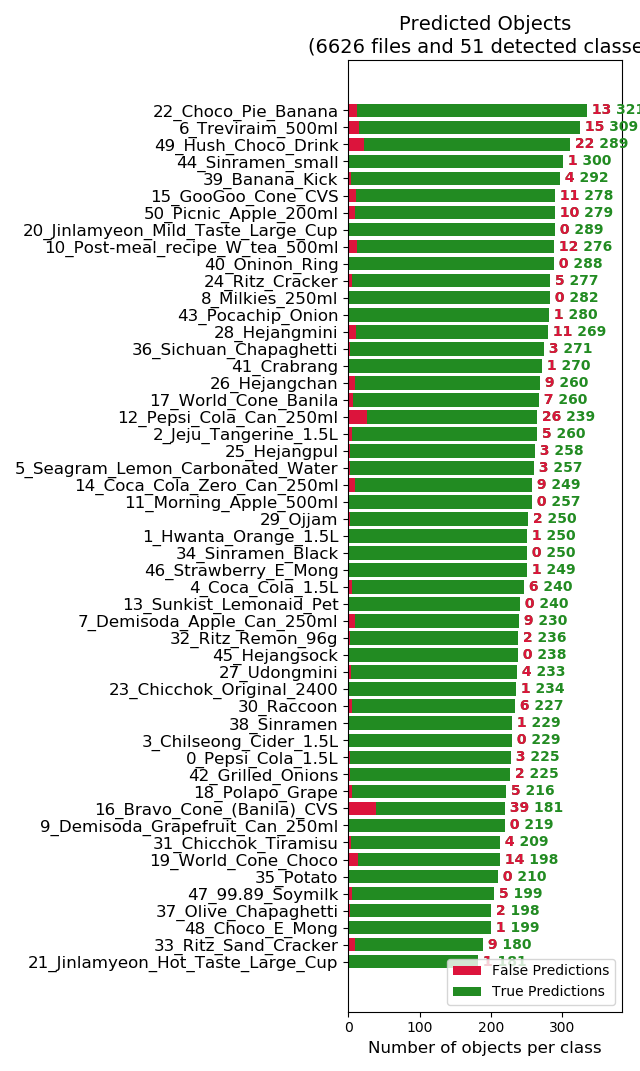 Predicted Objects
(6626 files and 51 detected classe
22_Choco_Pie_Banana 13 321
6_Treviraim_500ml 15 309
49_Hush_Choco_Drink 22 289
44_Sinramen_small 1 300
39_Banana_Kick 4 292
15_GooGoo_Cone_CVS 11 278
50_Picnic_Apple_200ml 10 279
20_Jinlamyeon_Mild_Taste_Large_Cup 0 289
10_Post-meal_recipe_W_tea_500ml 12 276
40_Oninon_Ring 0 288
24_Ritz_Cracker 5 277
8_Milkies_250ml 0 282
43_Pocachip_Onion 1 280
28_Hejangmini 11 269
36_Sichuan_Chapaghetti 3 271
41_Crabrang 1 270
26_Hejangchan 9 260
17_World_Cone_Banila 7 260
12_Pepsi_Cola_Can_250ml 26 239
2_Jeju_Tangerine_1.5L 5 260
25_Hejangpul 3 258
5_Seagram_Lemon_Carbonated_Water 3 257
14_Coca_Cola_Zero_Can_250ml 9 249
11_Morning_Apple_500ml 0 257
29_Ojjam 2 250
1_Hwanta_Orange_1.5L 1 250
34_Sinramen_Black 0 250
46_Strawberry_E_Mong 1 249
4_Coca_Cola_1.5L 6 240
13_Sunkist_Lemonaid_Pet 0 240
7_Demisoda_Apple_Can_250ml 9 230
32_Ritz_Remon_96g 2 236
45_Hejangsock 0 238
27_Udongmini 4 233
23_Chicchok_Original_2400 1 234
30_Raccoon 6 227
38_Sinramen 1 229
3_Chilseong_Cider_1.5L 0 229
0_Pepsi_Cola_1.5L 3 225
42_Grilled_Onions 2 225
18_Polapo_Grape 5 216
16_Bravo_Cone_(Banila)_CVS 39 181
9_Demisoda_Grapefruit_Can_250ml 0 219
31_Chicchok_Tiramisu 4 209
19_World_Cone_Choco 14 198
35_Potato 0 210
47_99.89_Soymilk 5 199
37_Olive_Chapaghetti 2 198
48_Choco_E_Mong 1 199
33_Ritz_Sand_Cracker 9 180
21_Jinlamyeon_Hot_Taste_Large_Cup 1 181
False Predictions
True Predictions
0 100 200 300
Number of objects per class